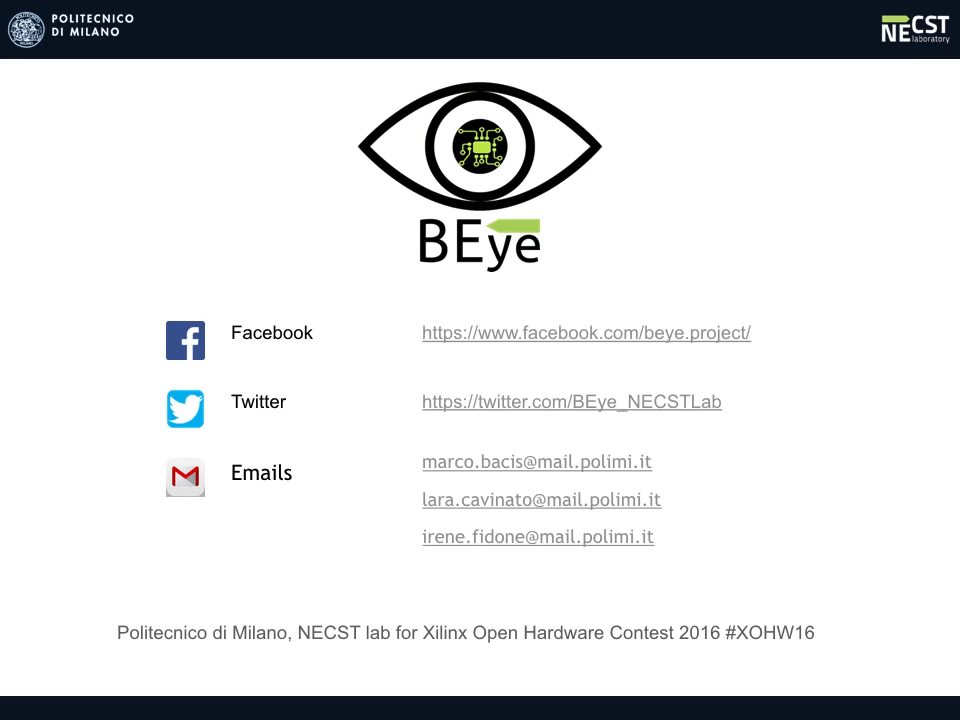 POLITECNICO
DI MILANO
NECST
laboratory
BEye
Facebook
https://www.facebook.com/beye.project/
Twitter
https://twitter.com/BEye_NECSTLab
Emails
marco.bacis@mail.polimi.it
lara.cavinato@mail.polimi.it
irene.fidone@mail.polimi.it
Politecnico di Milano, NECST lab for Xilinx Open Hardware Contest 2016 #XOHW16